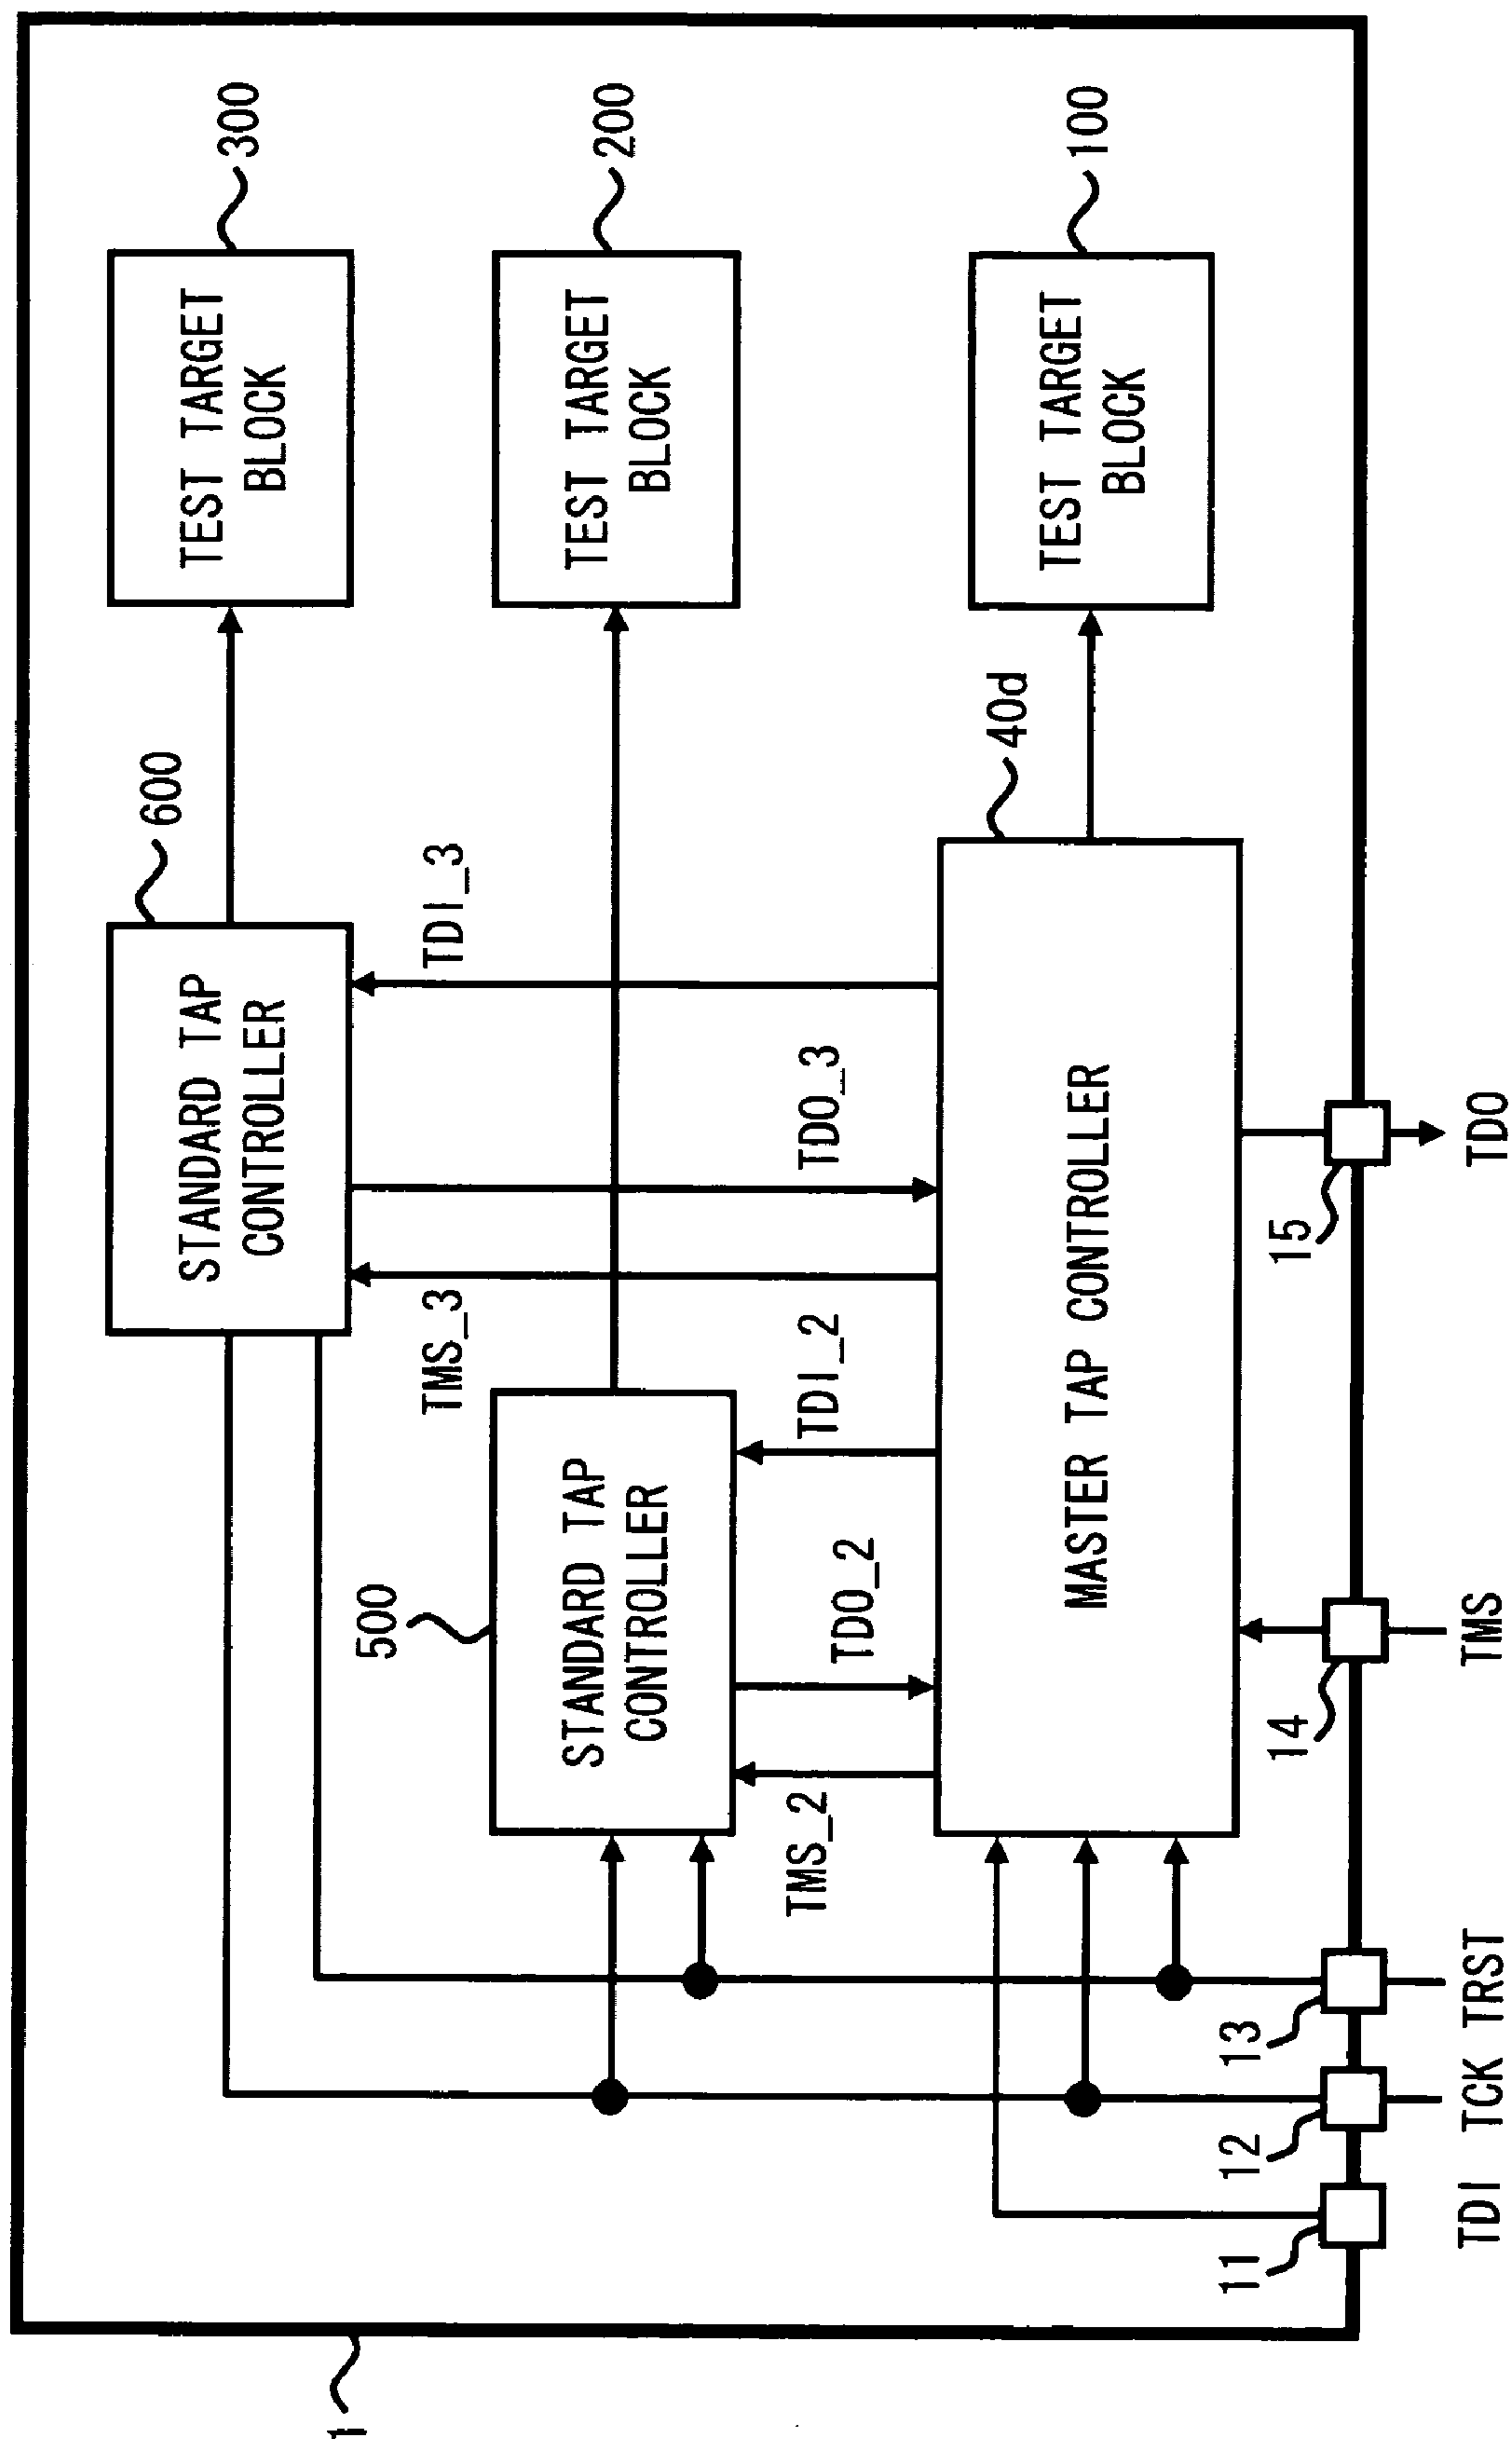 1
600
300
STANDARD TAP
CONTROLLER
TEST TARGET
BLOCK
TMS_3
TDI_3
500
200
STANDARD TAP
CONTROLLER
TEST TARGET
BLOCK
TMS_2
TDO_2
TDI_2
TDO_3
40d
100
MASTER TAP CONTROLLER
TEST TARGET
BLOCK
11
12
13
14
15
TDI
TCK
TRST
TMS
TDO